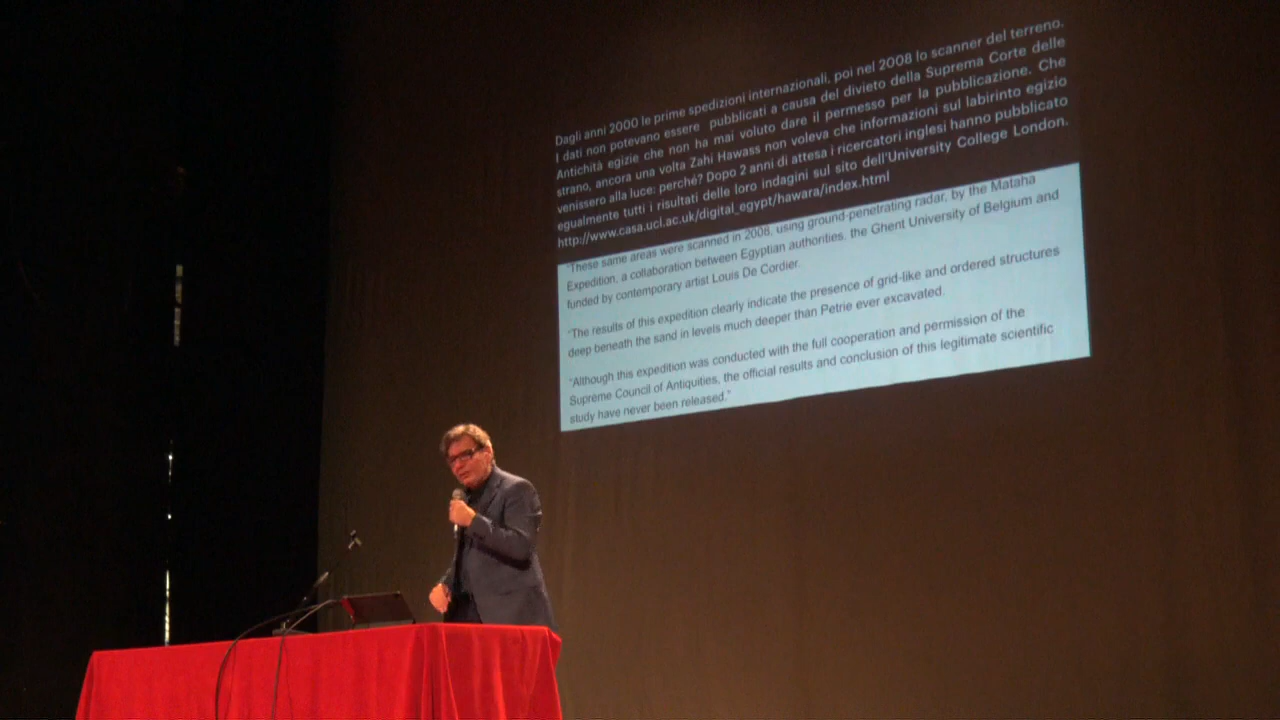 Dagli anni 2000 le prime spedizioni internazionali, poi nel 2008 lo scanner del terreno.
I dati non potevano essere pubblicati a causa del divieto della Suprema Corte delle
Antichità egizie che non ha mai voluto dare il permesso per la pubblicazione. Che
strano, ancora una volta Zahi Hawass non voleva che informazioni sul labirinto egizio
venissero alla luce: perché? Dopo 2 anni di attesa i ricercatori inglesi hanno pubblicato
egualmente tutti i risultati delle loro indagini sul sito dell'University College London.
http://www.casa.ucl.ac.uk/digital_egypt/hawara/index.html
"These same areas were scanned in 2008, using ground-penetrating radar, by the Mataha
Expedition, a collaboration between Egyptian authorities, the Ghent University of Belgium and
funded by contemporary artist Louis De Cordier.
"The results of this expedition clearly indicate the presence of grid-like and ordered structures
deep beneath the sand in levels much deeper than Petrie ever excavated.
"Although this expedition was conducted with the full cooperation and permission of the
Supreme Council of Antiquities, the official results and conclusion of this legitimate scientific
study have never been released."